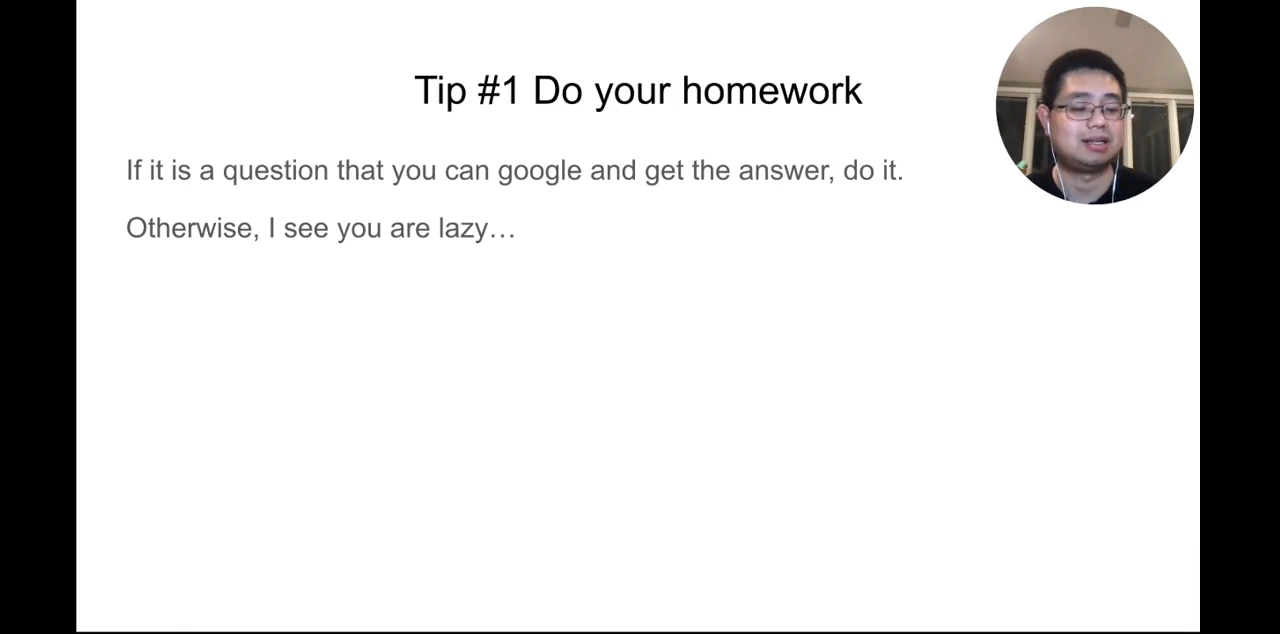 Tip #1 Do your homework
If it is a question that you can google and get the answer, do it.
Otherwise, I see you are lazy…